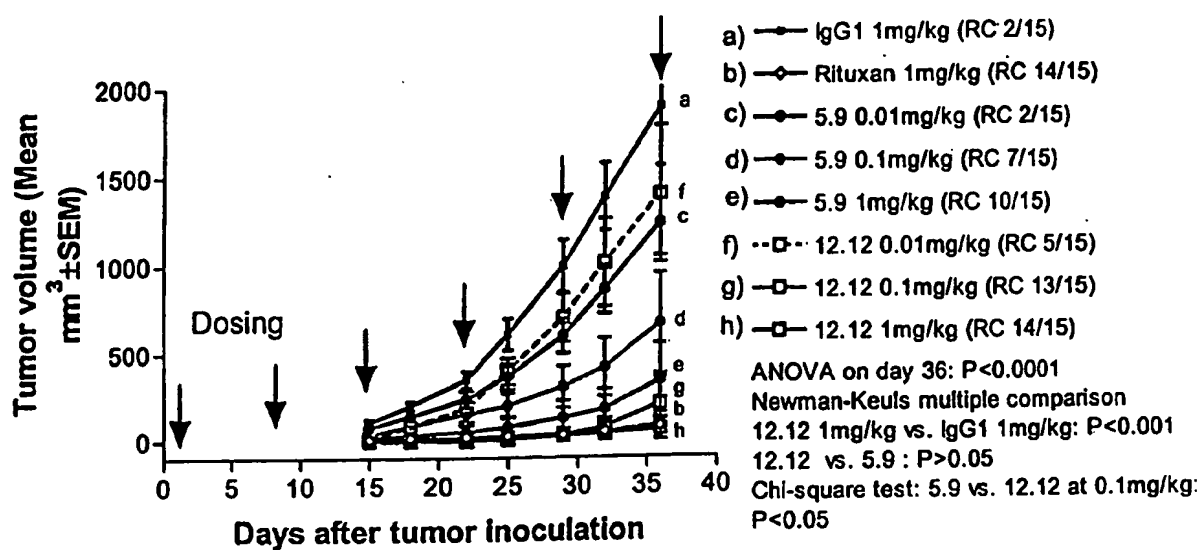 Tumor volume (Mean
mm³±SEM)
2000
1500
1000
500
0
Dosing
0
5
10
15
20
25
30
35
40
Days after tumor inoculation
a
f
c
d
e
g
b
h
a) IgG1 1mg/kg (RC 2/15)
b) Rituxan 1mg/kg (RC 14/15)
c) 5.9 0.01mg/kg (RC 2/15)
d) 5.9 0.1mg/kg (RC 7/15)
e) 5.9 1mg/kg (RC 10/15)
f) 12.12 0.01mg/kg (RC 5/15)
g) 12.12 0.1mg/kg (RC 13/15)
h) 12.12 1mg/kg (RC 14/15)
ANOVA on day 36: P<0.0001
Newman-Keuls multiple comparison
12.12 1mg/kg vs. IgG1 1mg/kg: P<0.001
12.12 vs. 5.9 : P>0.05
Chi-square test: 5.9 vs. 12.12 at 0.1mg/kg:
P<0.05